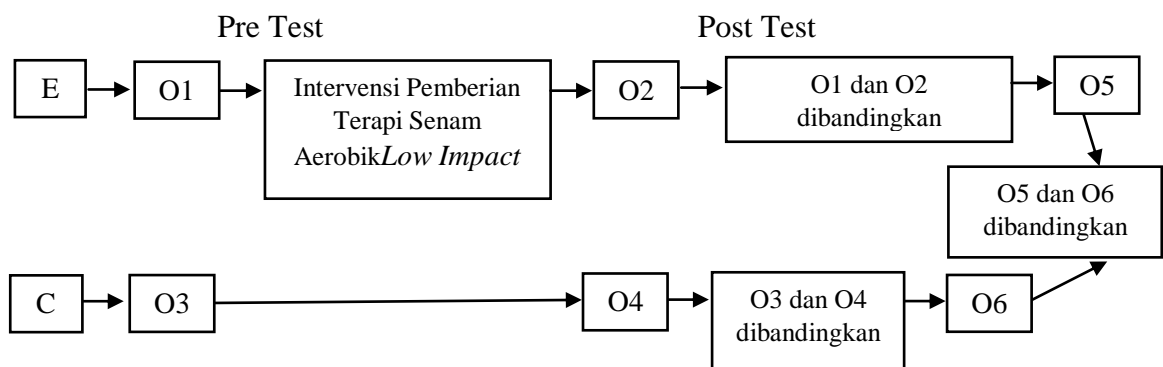 Pre Test
Post Test
E
O1
Intervensi Pemberian
Terapi Senam
AerobikLow Impact
O2
O1 dan O2
dibandingkan
O5
O5 dan O6
dibandingkan
C
O3
O4
O3 dan O4
dibandingkan
O6